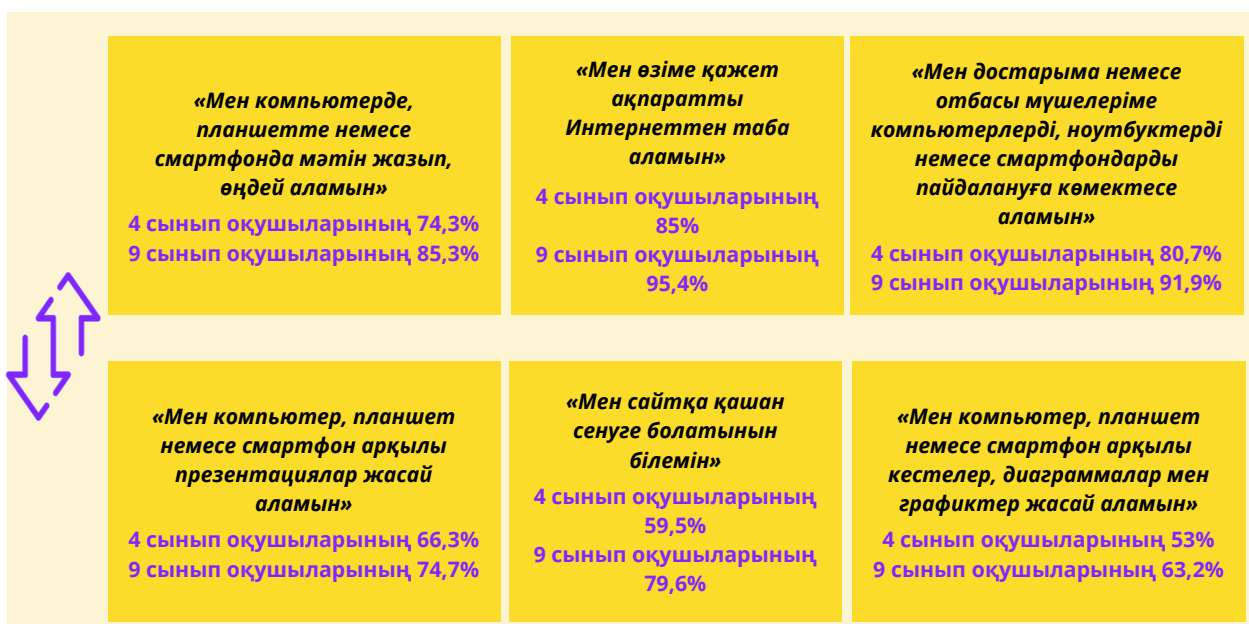 «Мен компьютерде,
планшетте немесе
смартфонда мәтін жазып,
өңдей аламын»
4 сынып оқушыларының 74,3%
9 сынып оқушыларының 85,3%
«Мен өзіме қажет
ақпаратты
Интернеттен таба
аламын»
4 сынып оқушыларының
85%
9 сынып оқушыларының
95,4%
«Мен достарыма немесе
отбасы мүшелеріме
компьютерлерді, ноутбуктерді
немесе смартфондарды
пайдалануға көмектесе
аламын»
4 сынып оқушыларының 80,7%
9 сынып оқушыларының 91,9%
«Мен компьютер, планшет
немесе смартфон арқылы
презентациялар жасай
аламын»
4 сынып оқушыларының 66,3%
9 сынып оқушыларының 74,7%
«Мен сайтқа қашан
сенуге болатынын
білемін»
4 сынып оқушыларының
59,5%
9 сынып оқушыларының
79,6%
«Мен компьютер, планшет
немесе смартфон арқылы
кестелер, диаграммалар мен
графиктер жасай аламын»
4 сынып оқушыларының 53%
9 сынып оқушыларының 63,2%